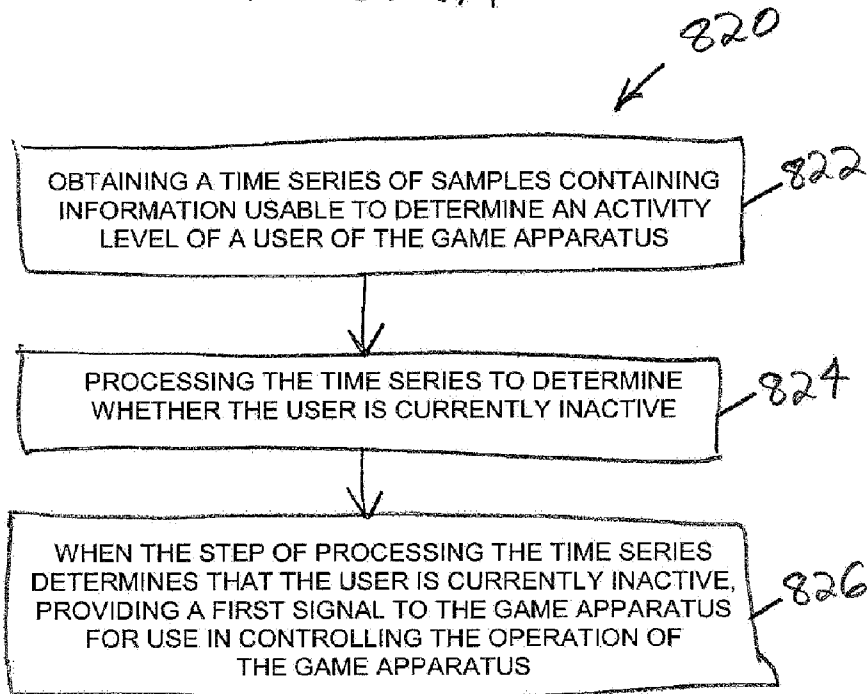 820
OBTAINING A TIME SERIES OF SAMPLES CONTAINING
INFORMATION USABLE TO DETERMINE AN ACTIVITY
LEVEL OF A USER OF THE GAME APPARATUS
822
PROCESSING THE TIME SERIES TO DETERMINE
WHETHER THE USER IS CURRENTLY INACTIVE
824
WHEN THE STEP OF PROCESSING THE TIME SERIES
DETERMINES THAT THE USER IS CURRENTLY INACTIVE,
PROVIDING A FIRST SIGNAL TO THE GAME APPARATUS
FOR USE IN CONTROLLING THE OPERATION OF
THE GAME APPARATUS
826